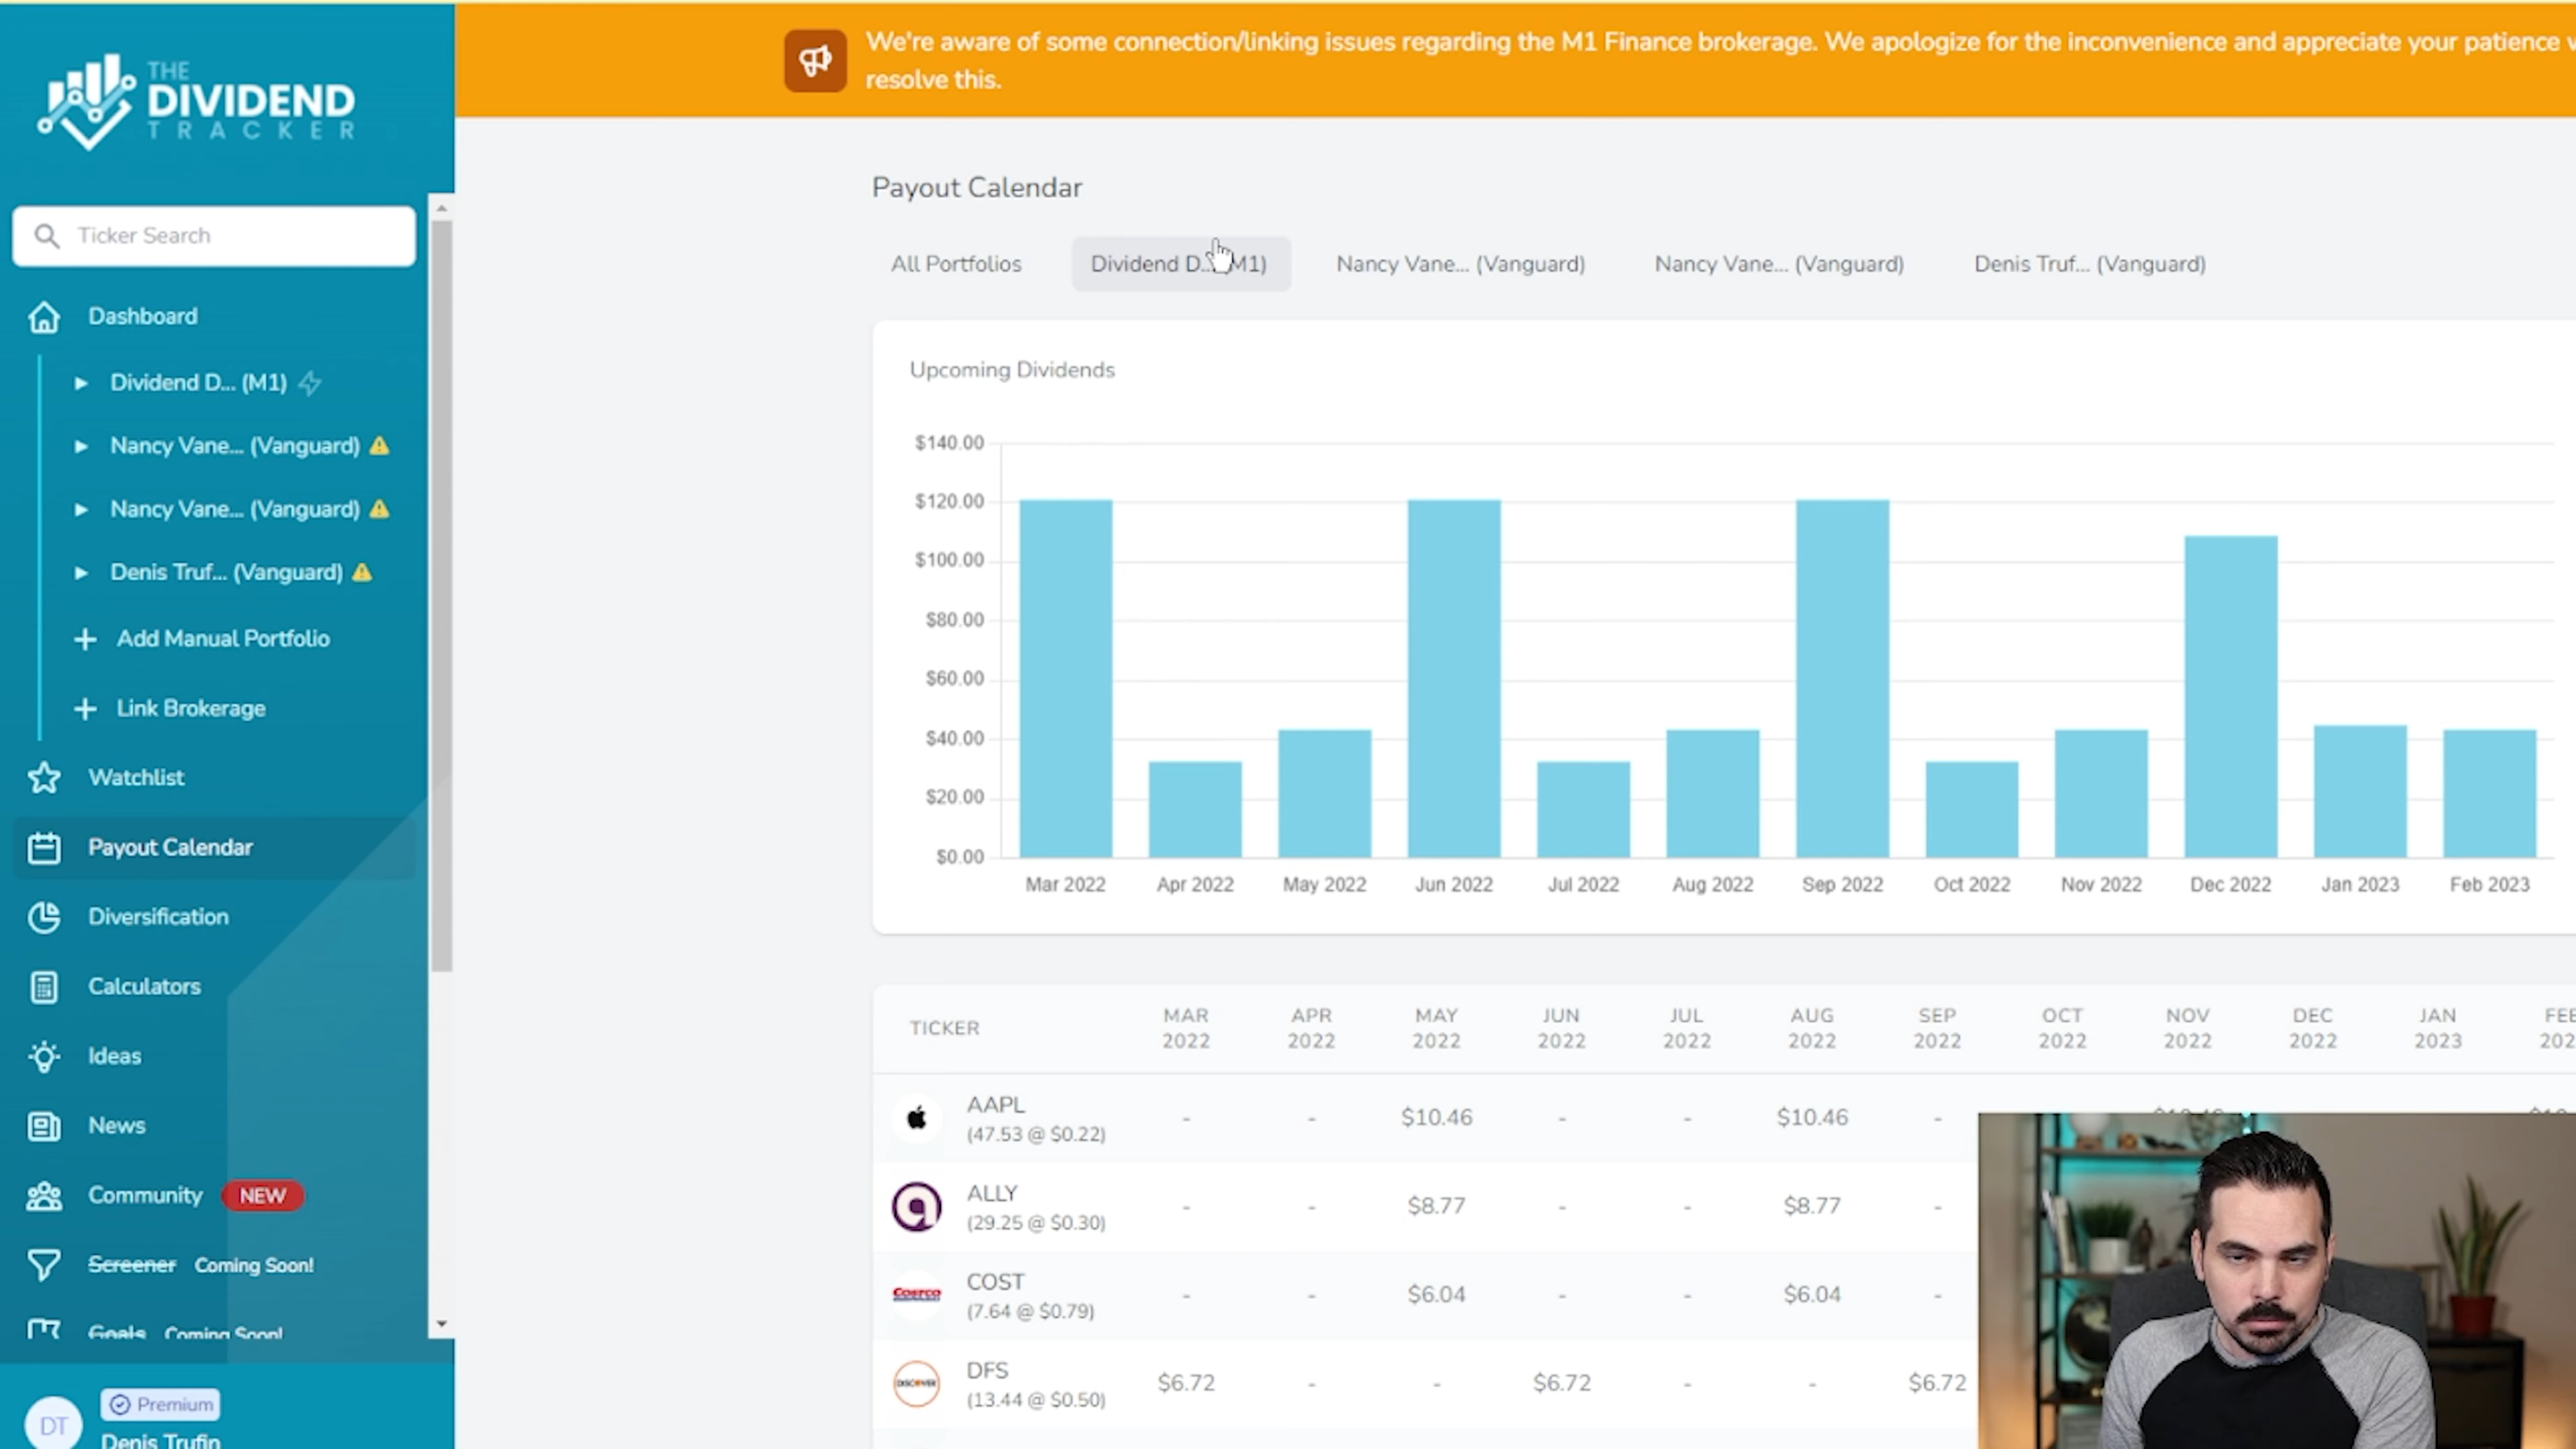 THE
DIVIDEND
TRACKER
We're aware of some connection/linking issues regarding the M1 Finance brokerage. We apologize for the inconvenience and appreciate your patience
resolve this.
Ticker Search
Dashboard
Dividend D... (M1)
Nancy Vane... (Vanguard)
Nancy Vane... (Vanguard)
Denis Truf... (Vanguard)
Add Manual Portfolio
Link Brokerage
Watchlist
Payout Calendar
Diversification
Calculators
Ideas
News
Community NEW
Screener Coming Soon!
Goals Coming Soon!
DT
Premium
Denis Trufin
Payout Calendar
All Portfolios Dividend D... M1) Nancy Vane... (Vanguard) Nancy Vane... (Vanguard) Denis Truf... (Vanguard)
Upcoming Dividends
$140.00
$120.00
$100.00
$80.00
$60.00
$40.00
$20.00
$0.00
Mar 2022 Apr 2022 May 2022 Jun 2022 Jul 2022 Aug 2022 Sep 2022 Oct 2022 Nov 2022 Dec 2022 Jan 2023 Feb 2023
TICKER MAR APR MAY JUN JUL AUG SEP OCT NOV DEC JAN
2022 2022 2022 2022 2022 2022 2022 2022 2022 2022 2023
AAPL - - $10.46 - - $10.46 -
(47.53 @ $0.22)
ALLY - - $8.77 - - $8.77 -
(29.25 @ $0.30)
COSTCO
COST - - $6.04 - - $6.04 -
(7.64 @ $0.79)
DISCOVER
DFS $6.72 - - $6.72 - - $6.72
(13.44 @ $0.50)